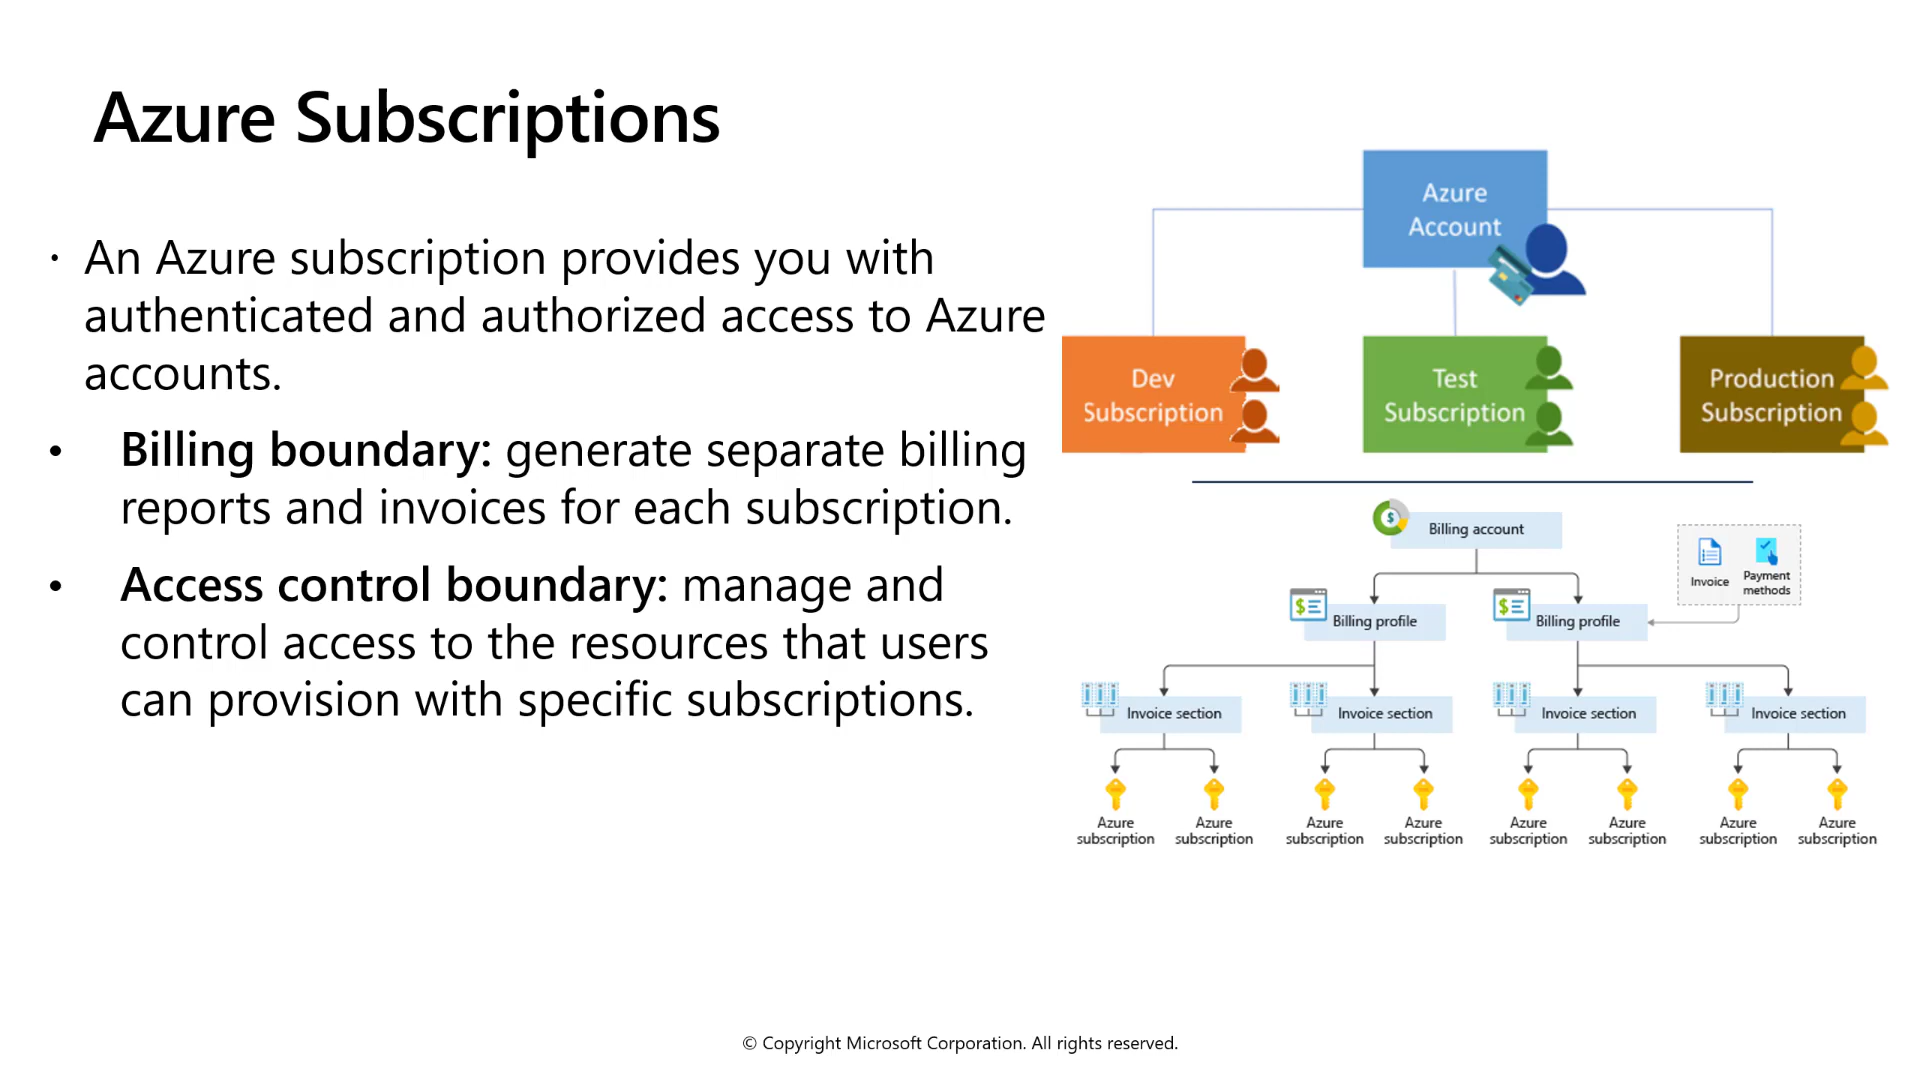 Azure Subscriptions
• An Azure subscription provides you with
authenticated and authorized access to Azure
accounts.
• Billing boundary: generate separate billing
reports and invoices for each subscription.
• Access control boundary: manage and
control access to the resources that users
can provision with specific subscriptions.
Azure
Account
Dev
Subscription
Test
Subscription
Production
Subscription
Billing account
Invoice
Payment
methods
Billing profile
Billing profile
Invoice section
Invoice section
Invoice section
Invoice section
Azure
subscription
Azure
subscription
Azure
subscription
Azure
subscription
Azure
subscription
Azure
subscription
Azure
subscription
Azure
subscription
© Copyright Microsoft Corporation. All rights reserved.